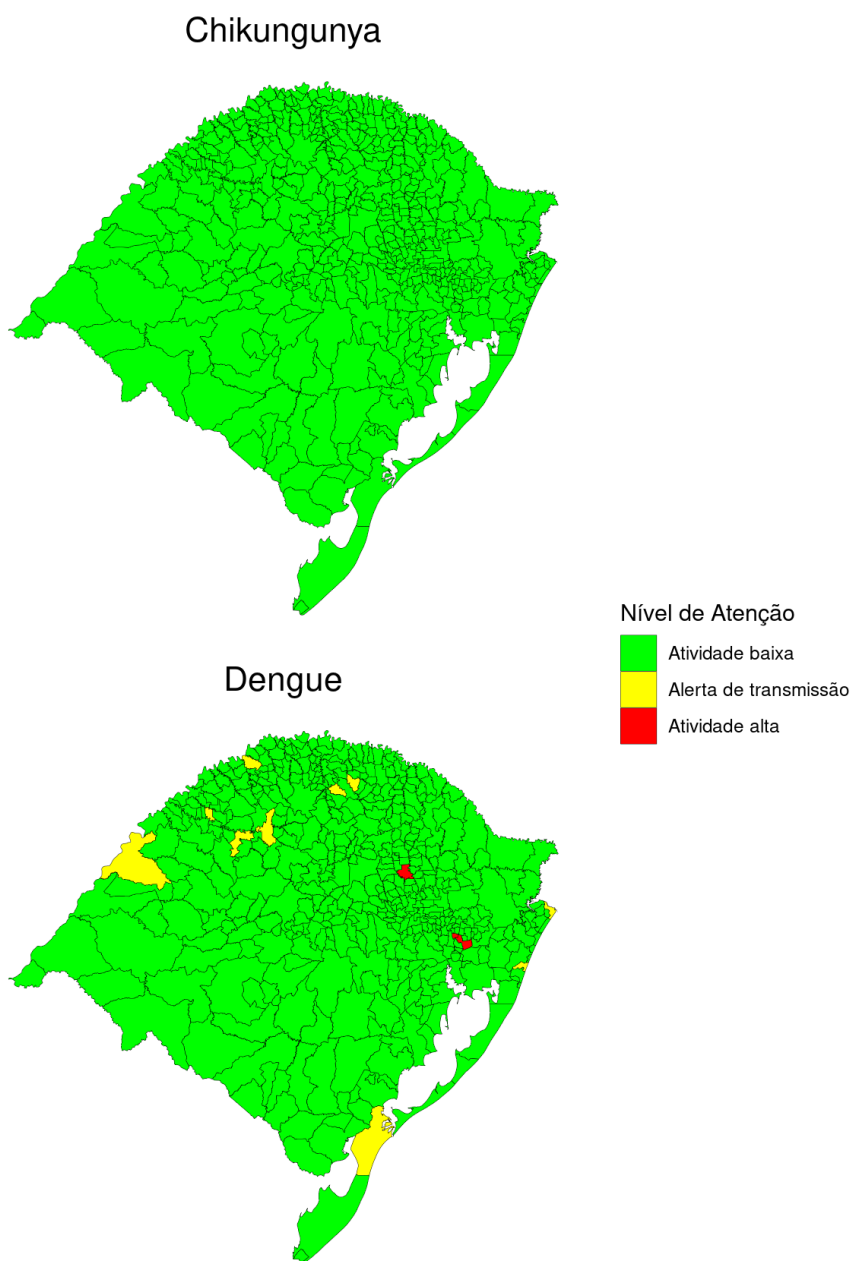 Chikungunya
Nível de Atenção
Atividade baixa
Alerta de transmissão
Atividade alta
Dengue